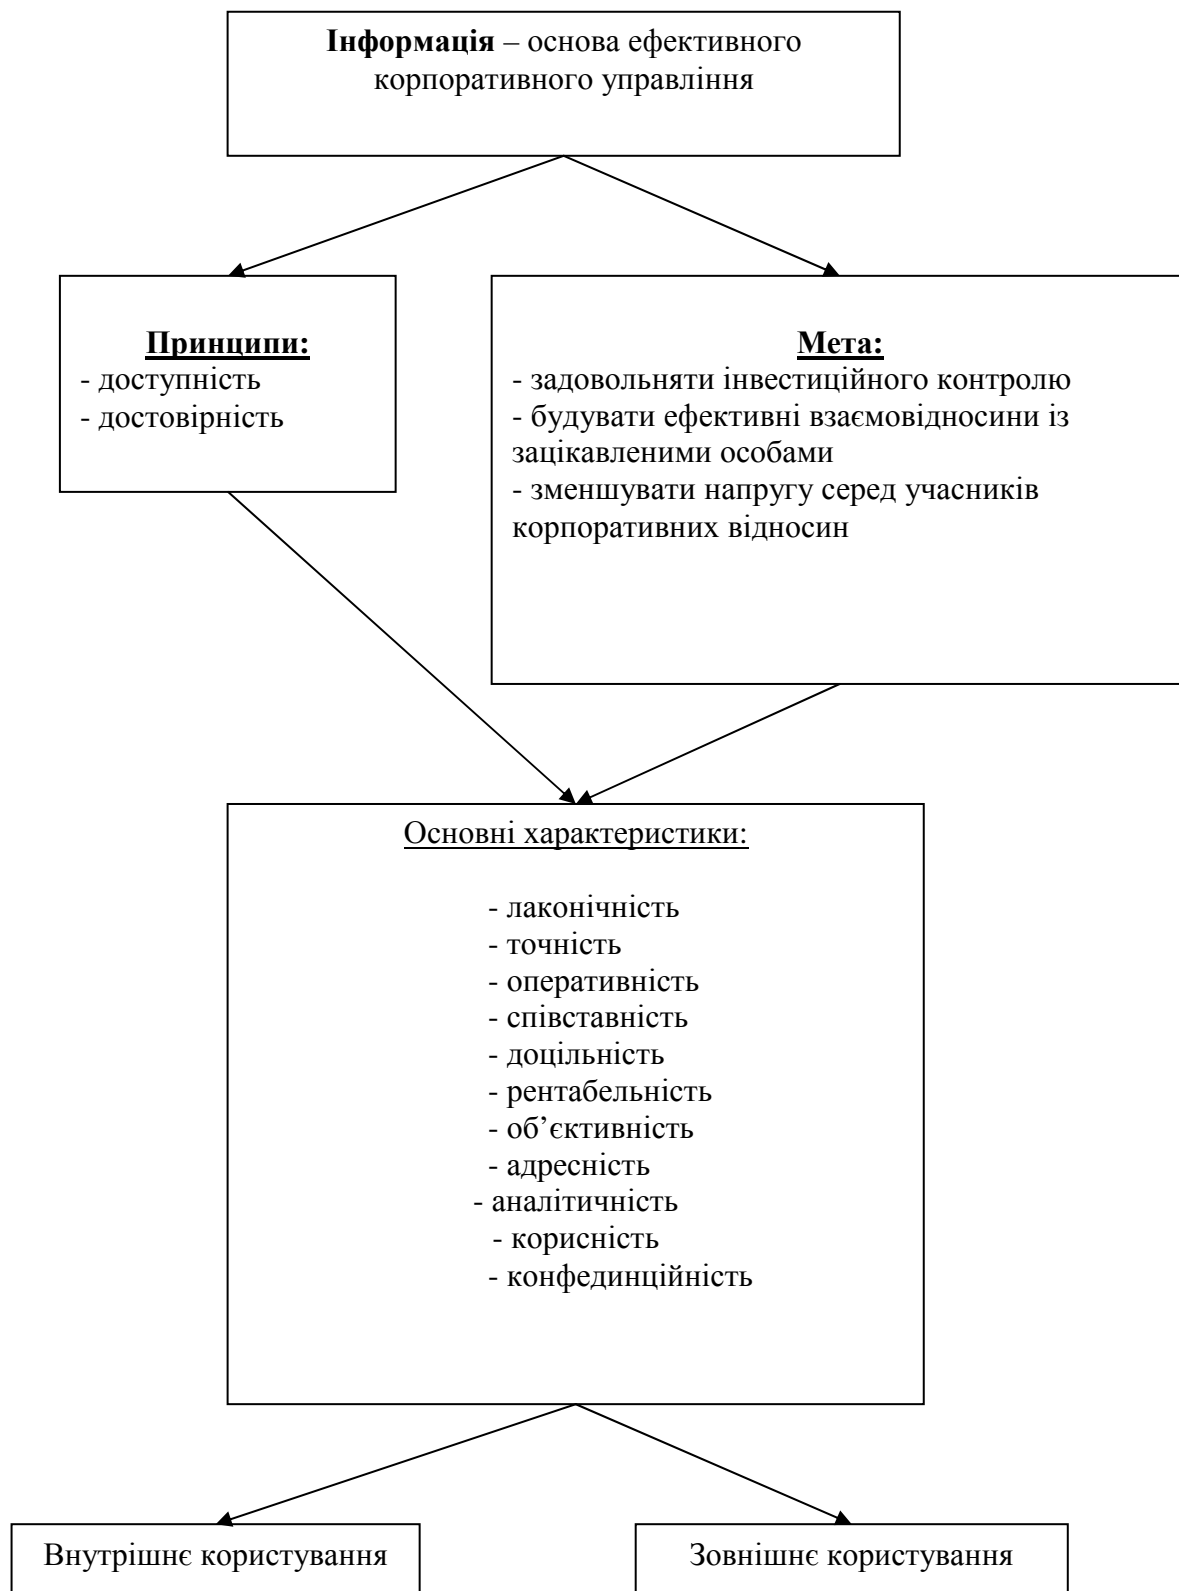 Інформація – основа ефективного
корпоративного управління
Принципи:
- доступність
- достовірність
Мета:
- задовольняти інвестиційного контролю
- будувати ефективні взаємовідносини із
зацікавленими особами
- зменшувати напругу серед учасників
корпоративних відносин
Основні характеристики:
- лаконічність
- точність
- оперативність
- співставність
- доцільність
- рентабельність
- об’єктивність
- адресність
- аналітичність
- корисність
- конфединційність
Внутрішнє користування
Зовнішнє користування